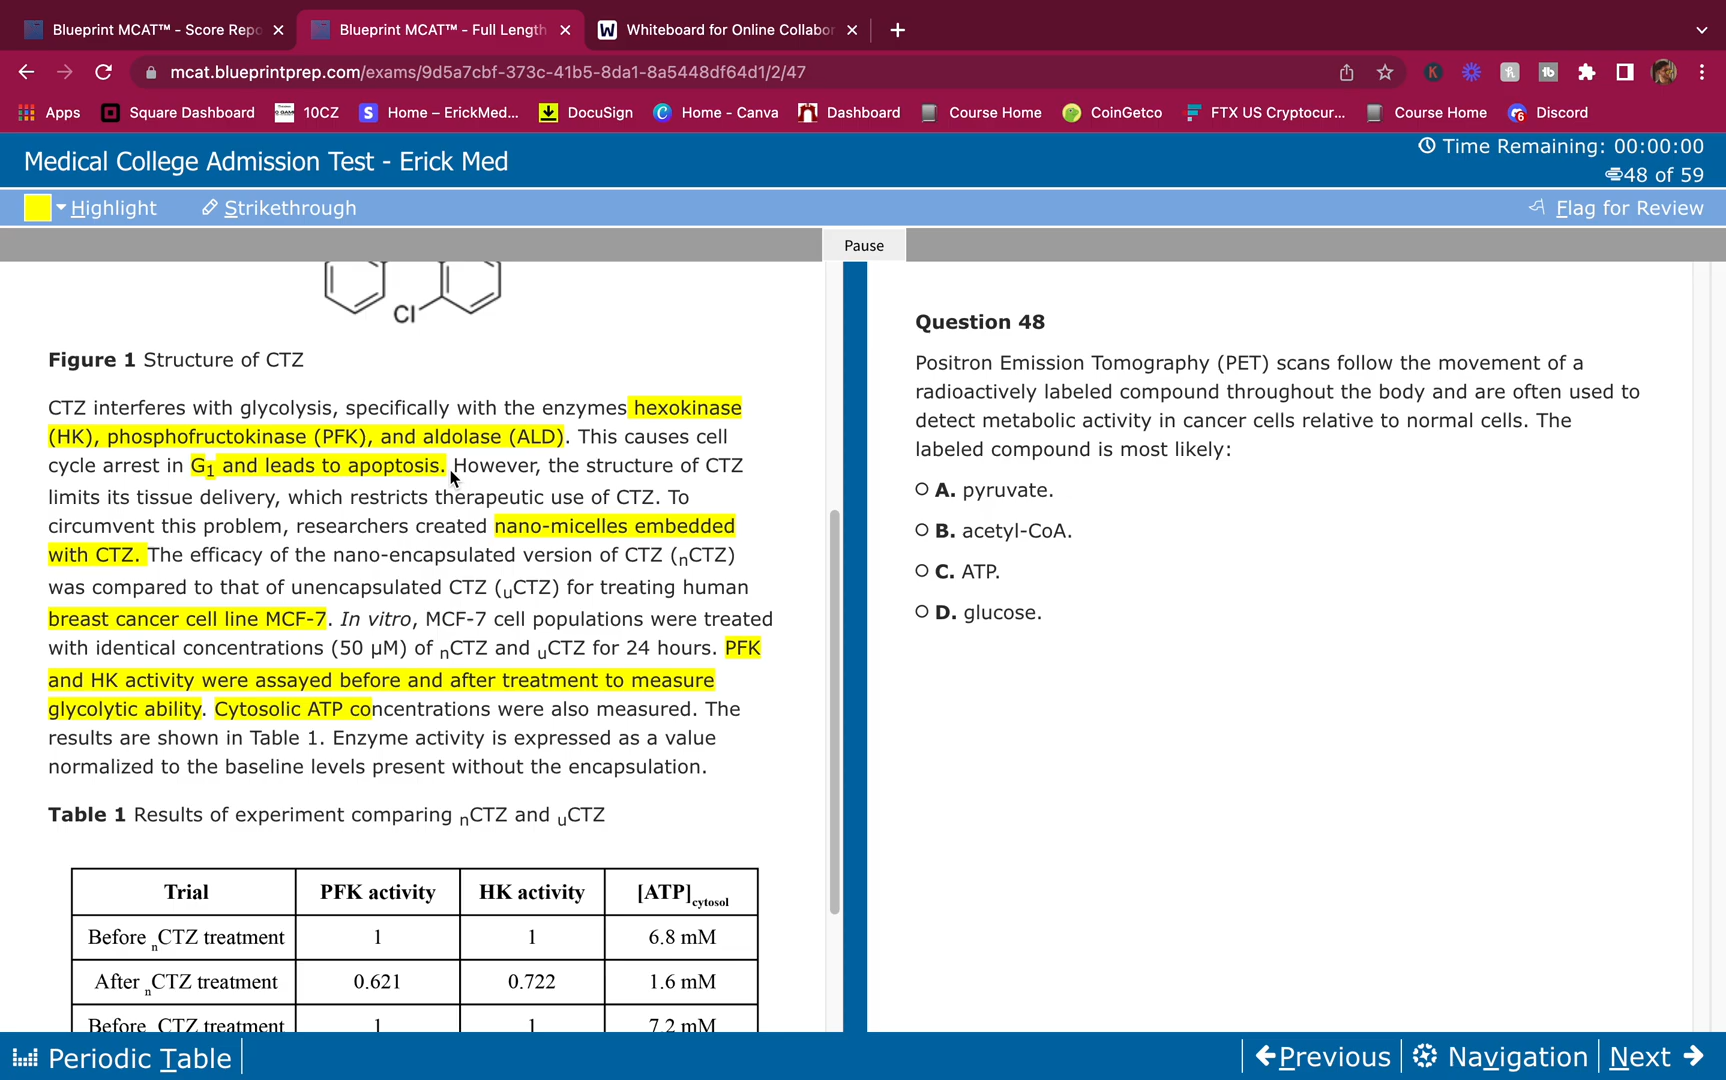 Blueprint MCAT™ - Score Repo
Blueprint MCAT™ - Full Length
W Whiteboard for Online Collabor
mcat.blueprintprep.com/exams/9d5a7cbf-373c-41b5-8da1-8a5448df64d1/2/47
Apps
Square Dashboard
10CZ
Home – ErickMed...
DocuSign
Home - Canva
Dashboard
Course Home
CoinGetco
FTX US Cryptocur...
Course Home
Discord
Medical College Admission Test - Erick Med
Time Remaining: 00:00:00
48 of 59
Highlight
Strikethrough
Flag for Review
Pause
Cl
Figure 1 Structure of CTZ
CTZ interferes with glycolysis, specifically with the enzymes hexokinase
(HK), phosphofructokinase (PFK), and aldolase (ALD). This causes cell
cycle arrest in G1 and leads to apoptosis. However, the structure of CTZ
limits its tissue delivery, which restricts therapeutic use of CTZ. To
circumvent this problem, researchers created nano-micelles embedded
with CTZ. The efficacy of the nano-encapsulated version of CTZ (nCTZ)
was compared to that of unencapsulated CTZ (uCTZ) for treating human
breast cancer cell line MCF-7. In vitro, MCF-7 cell populations were treated
with identical concentrations (50 µM) of nCTZ and uCTZ for 24 hours. PFK
and HK activity were assayed before and after treatment to measure
glycolytic ability. Cytosolic ATP concentrations were also measured. The
results are shown in Table 1. Enzyme activity is expressed as a value
normalized to the baseline levels present without the encapsulation.
Table 1 Results of experiment comparing nCTZ and uCTZ
Trial PFK activity HK activity [ATP]cytosol
Before nCTZ treatment 1 1 6.8 mM
After nCTZ treatment 0.621 0.722 1.6 mM
Before CTZ treatment 1 1 7.2 mM
Question 48
Positron Emission Tomography (PET) scans follow the movement of a
radioactively labeled compound throughout the body and are often used to
detect metabolic activity in cancer cells relative to normal cells. The
labeled compound is most likely:
A. pyruvate.
B. acetyl-CoA.
C. ATP.
D. glucose.
Periodic Table
Previous
Navigation
Next